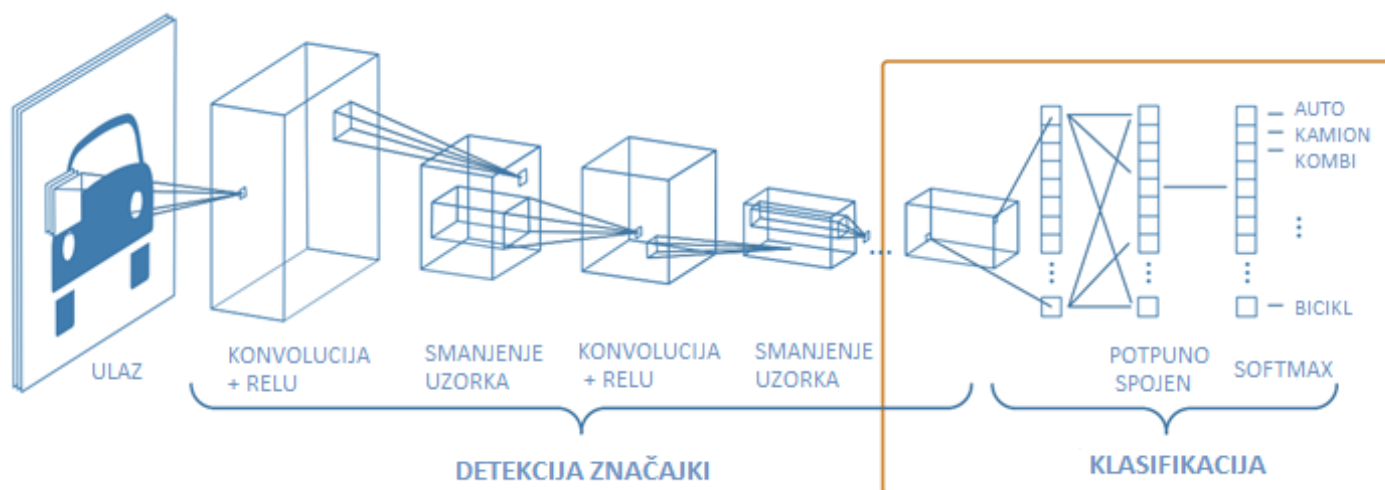 AUTO
KAMION
KOMBI
BICIKL
ULAZ
KONVOLUCIJA
+ RELU
SMANJENJE
UZORKA
KONVOLUCIJA
+ RELU
SMANJENJE
UZORKA
POTPUNO
SPOJEN
SOFTMAX
DETEKCIJA ZNAČAJKI
KLASIFIKACIJA